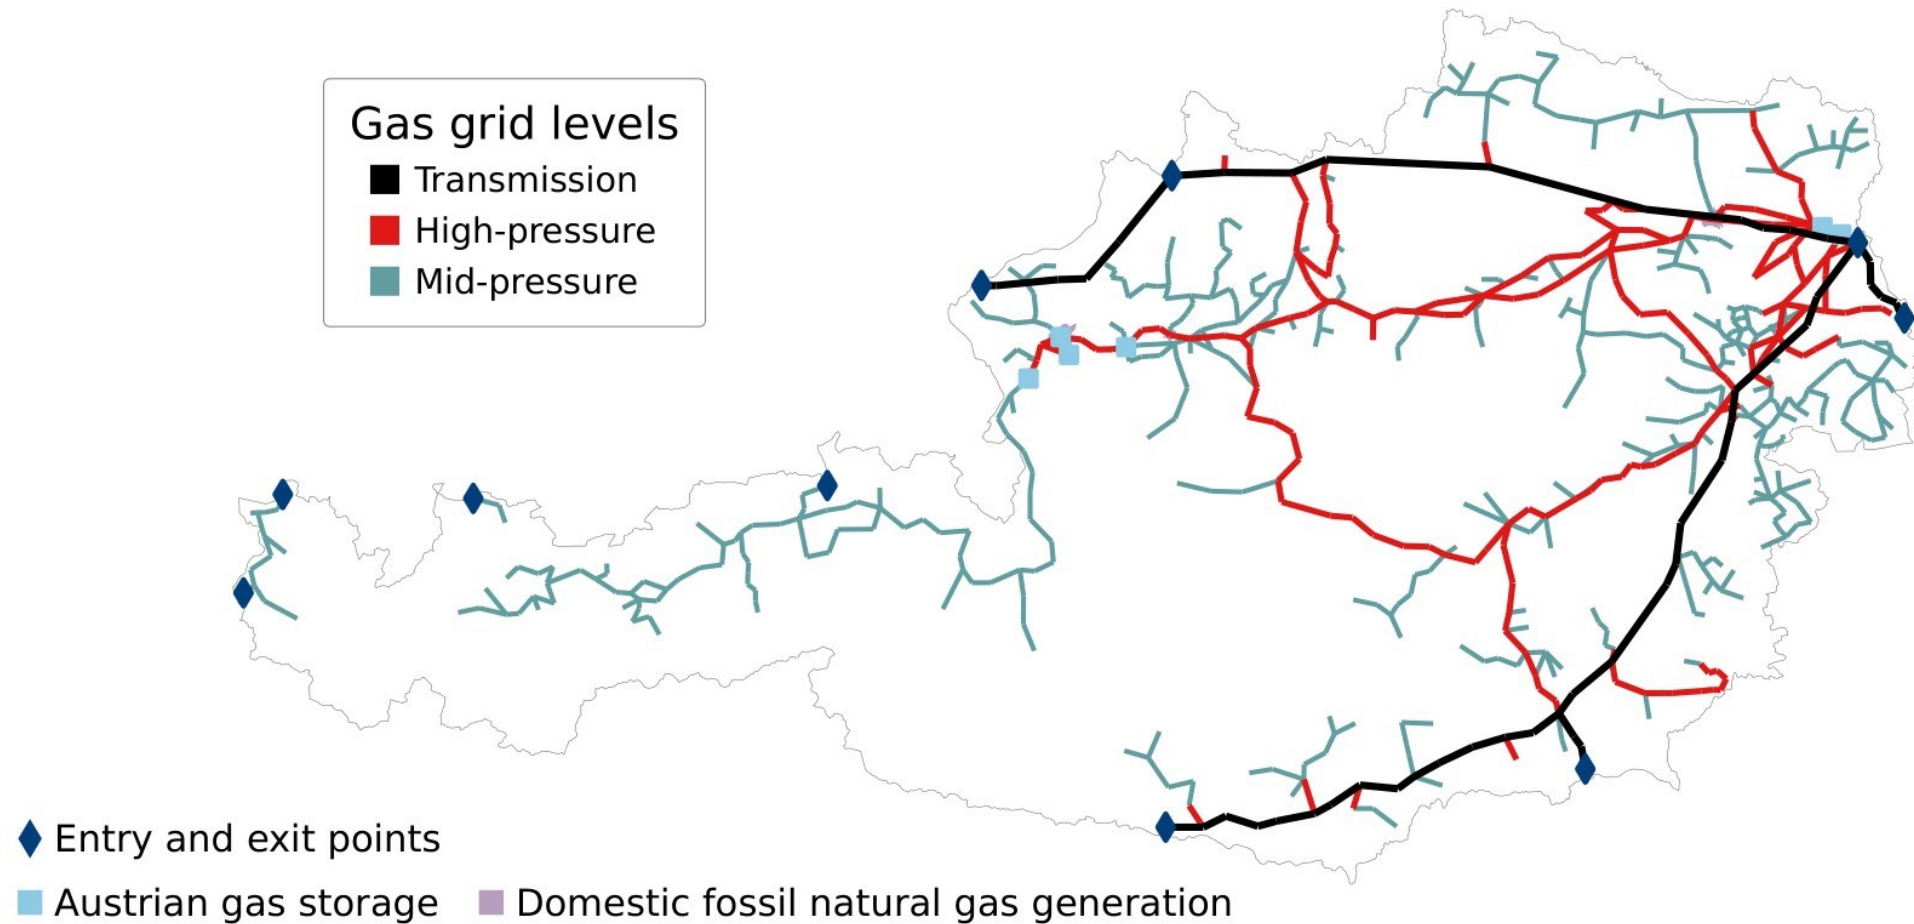 Gas grid levels
Transmission
High-pressure
Mid-pressure
Entry and exit points
Austrian gas storage
Domestic fossil natural gas generation